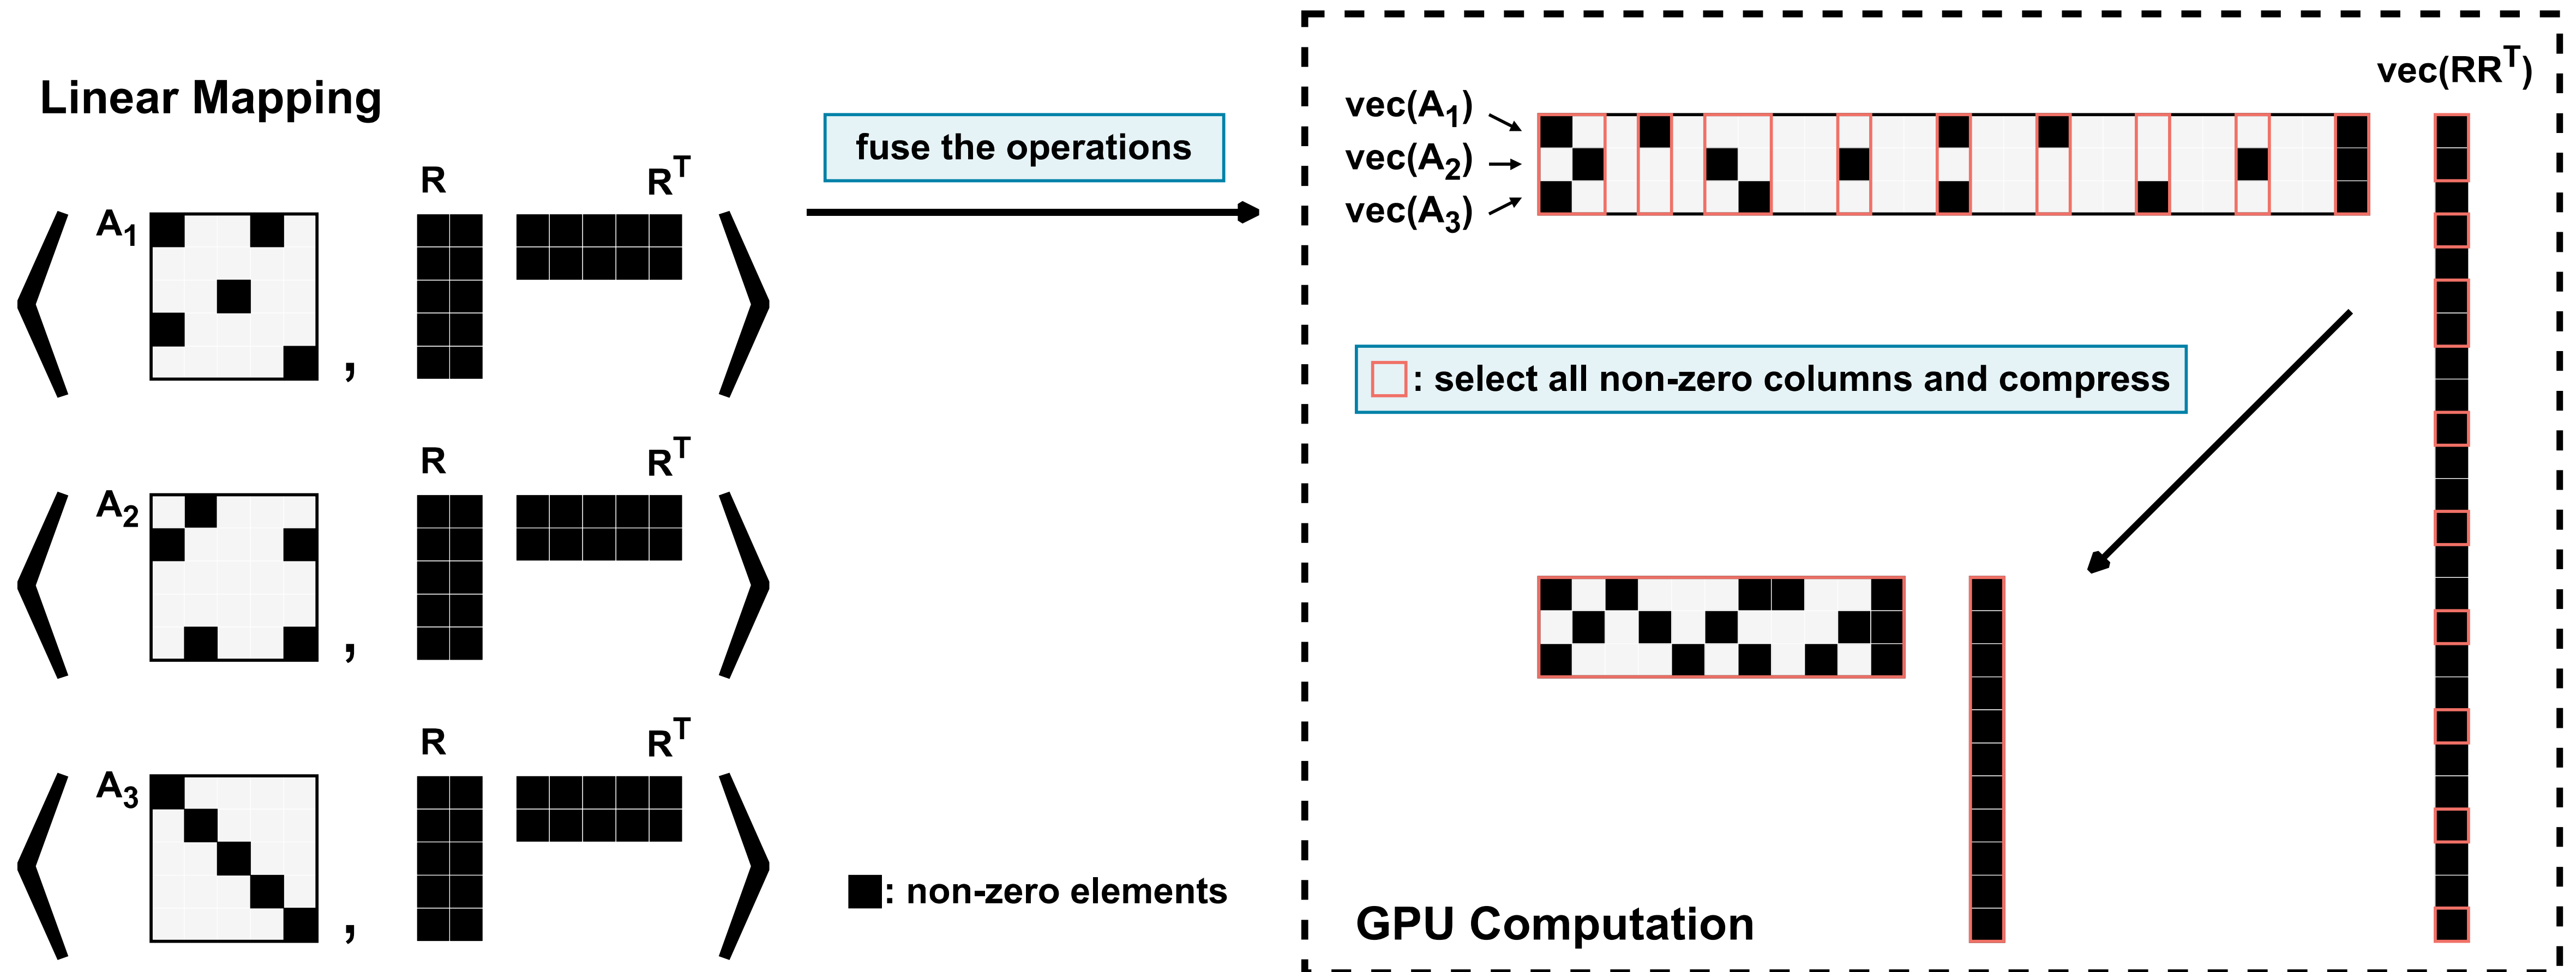 Linear Mapping
fuse the operations
A1
R
R^T
,
A2
R
R^T
,
A3
R
R^T
,
: non-zero elements
vec(A1)
vec(A2)
vec(A3)
vec(RR^T)
: select all non-zero columns and compress
GPU Computation